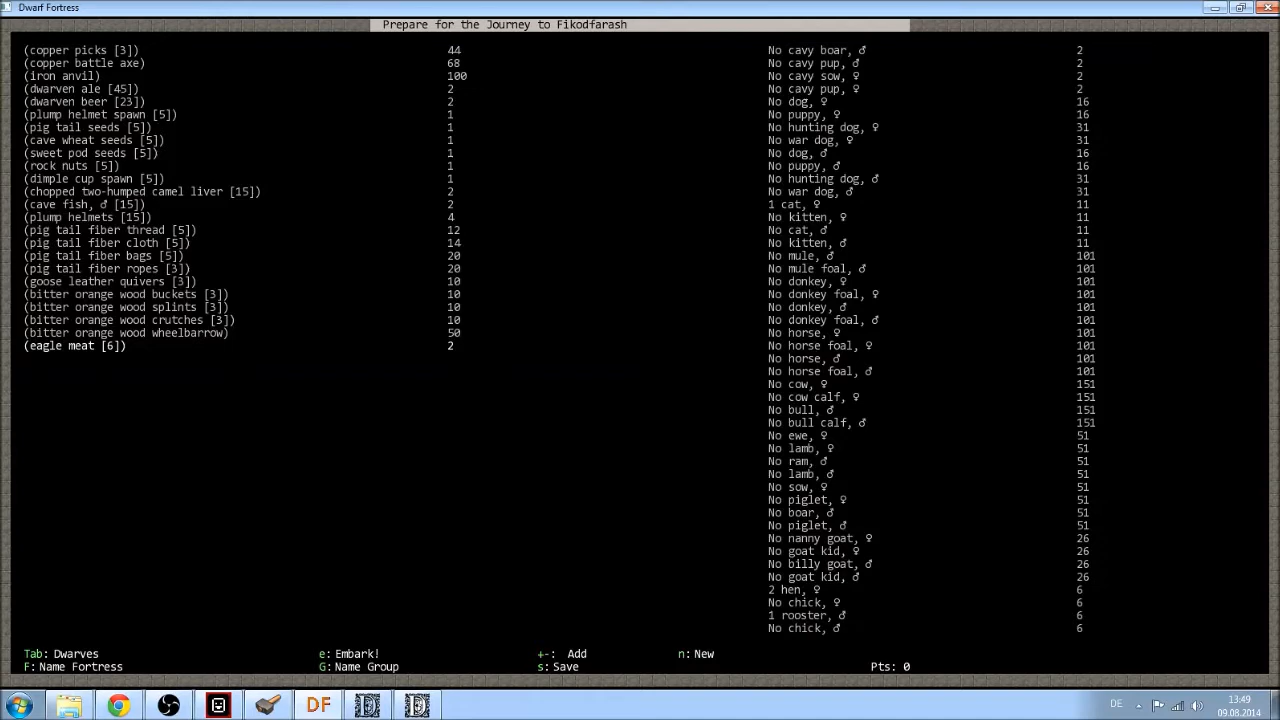 Dwarf Fortress
Prepare for the Journey to Fikodfarash
(copper picks [3]) 44
(copper battle axe) 68
(iron anvil) 100
(dwarven ale [45]) 2
(dwarven beer [23]) 2
(plump helmet spawn [5]) 1
(pig tail seeds [5]) 1
(cave wheat seeds [5]) 1
(sweet pod seeds [5]) 1
(rock nuts [5]) 1
(dimple cup spawn [5]) 1
(chopped two-humped camel liver [15]) 2
(cave fish, ♂ [15]) 2
(plump helmets [15]) 4
(pig tail fiber thread [5]) 12
(pig tail fiber cloth [5]) 14
(pig tail fiber bags [5]) 20
(pig tail fiber ropes [3]) 20
(goose leather quivers [3]) 10
(bitter orange wood buckets [3]) 10
(bitter orange wood splints [3]) 10
(bitter orange wood crutches [3]) 10
(bitter orange wood wheelbarrow) 50
(eagle meat [6]) 2
No cavy boar, ♂ 2
No cavy pup, ♂ 2
No cavy sow, ♀ 2
No cavy pup, ♀ 2
No dog, ♀ 16
No puppy, ♀ 16
No hunting dog, ♀ 31
No war dog, ♀ 31
No dog, ♂ 16
No puppy, ♂ 16
No hunting dog, ♂ 31
No war dog, ♂ 31
1 cat, ♀ 11
No kitten, ♀ 11
No cat, ♂ 11
No kitten, ♂ 11
No mule, ♂ 101
No mule foal, ♂ 101
No donkey, ♀ 101
No donkey foal, ♀ 101
No donkey, ♂ 101
No donkey foal, ♂ 101
No horse, ♀ 101
No horse foal, ♀ 101
No horse, ♂ 101
No horse foal, ♂ 101
No cow, ♀ 151
No cow calf, ♀ 151
No bull, ♂ 151
No bull calf, ♂ 151
No ewe, ♀ 51
No lamb, ♀ 51
No ram, ♂ 51
No lamb, ♂ 51
No sow, ♀ 51
No piglet, ♀ 51
No boar, ♂ 51
No piglet, ♂ 51
No nanny goat, ♀ 26
No goat kid, ♀ 26
No billy goat, ♂ 26
No goat kid, ♂ 26
2 hen, ♀ 6
No chick, ♀ 6
1 rooster, ♂ 6
No chick, ♂ 6
Tab: Dwarves e: Embark! +-: Add n: New
F: Name Fortress G: Name Group s: Save Pts: 0
DF
DE
13:49
09.08.2014